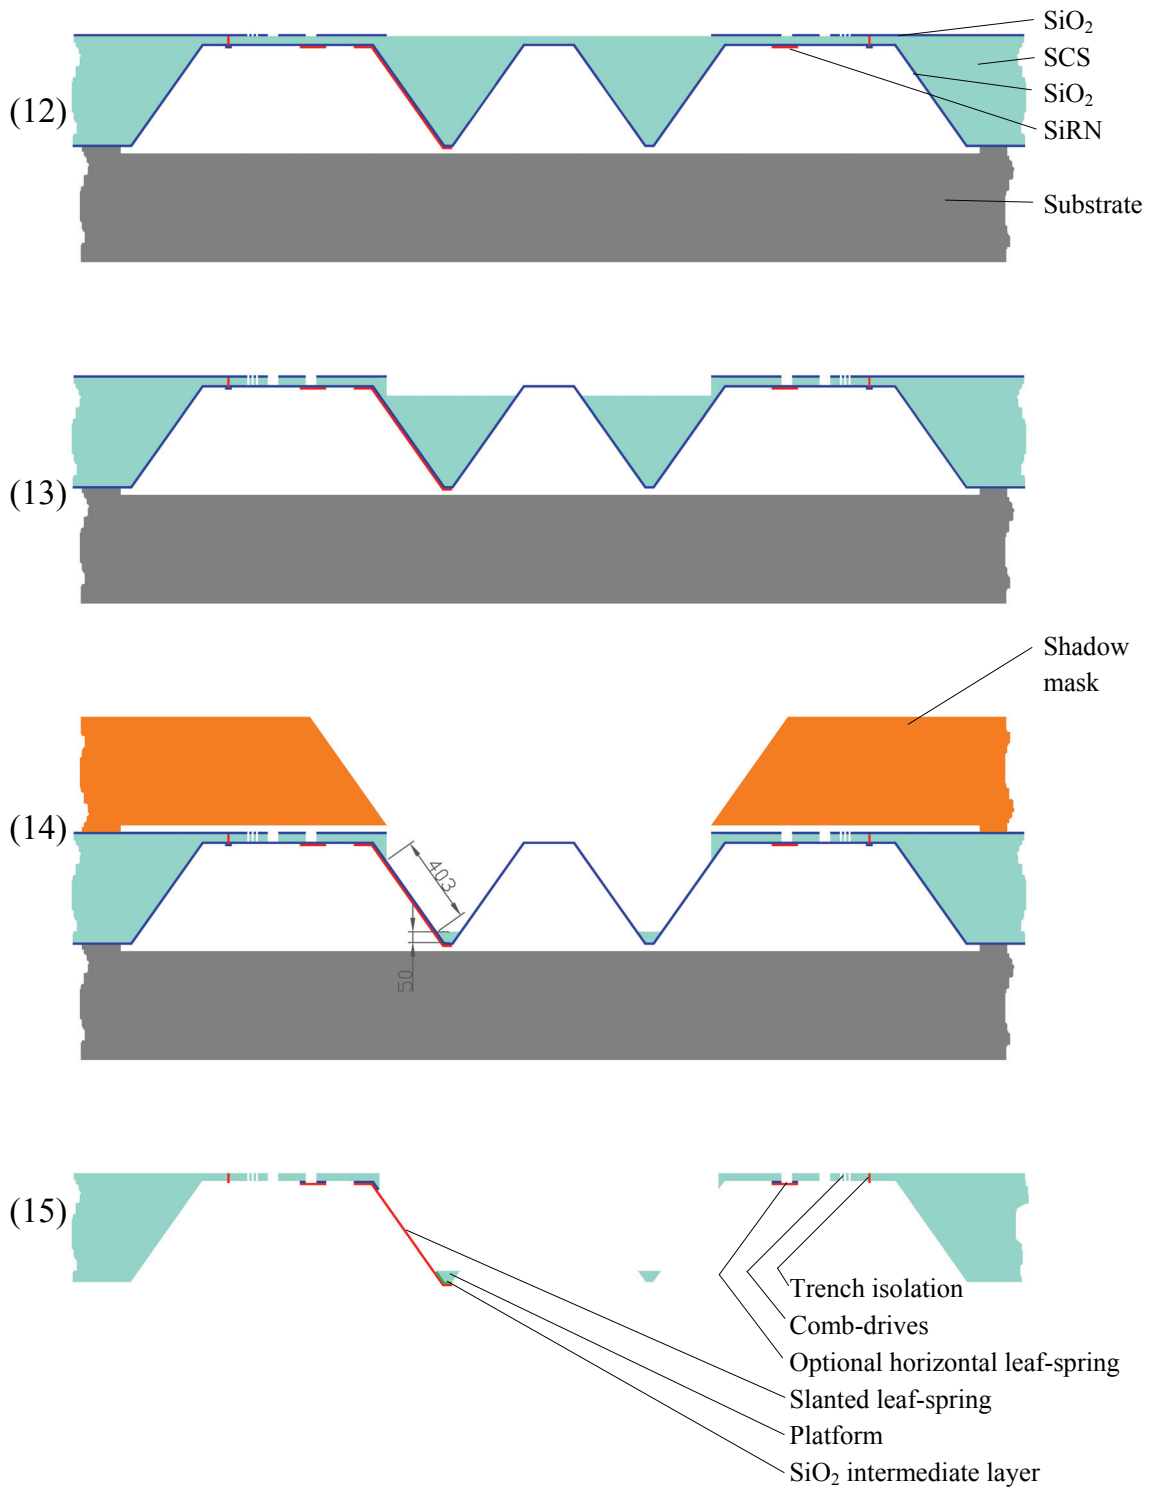 SiO₂
SCS
SiO₂
SiRN
(12)
Substrate
(13)
Shadow
mask
(14)
403
50
(15)
Trench isolation
Comb-drives
Optional horizontal leaf-spring
Slanted leaf-spring
Platform
SiO₂ intermediate layer